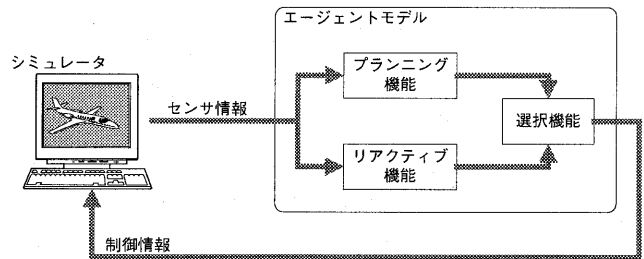 エージェントモデル
シミュレータ
プランニング
機能
センサ情報
選択機能
リアクティブ
機能
制御情報